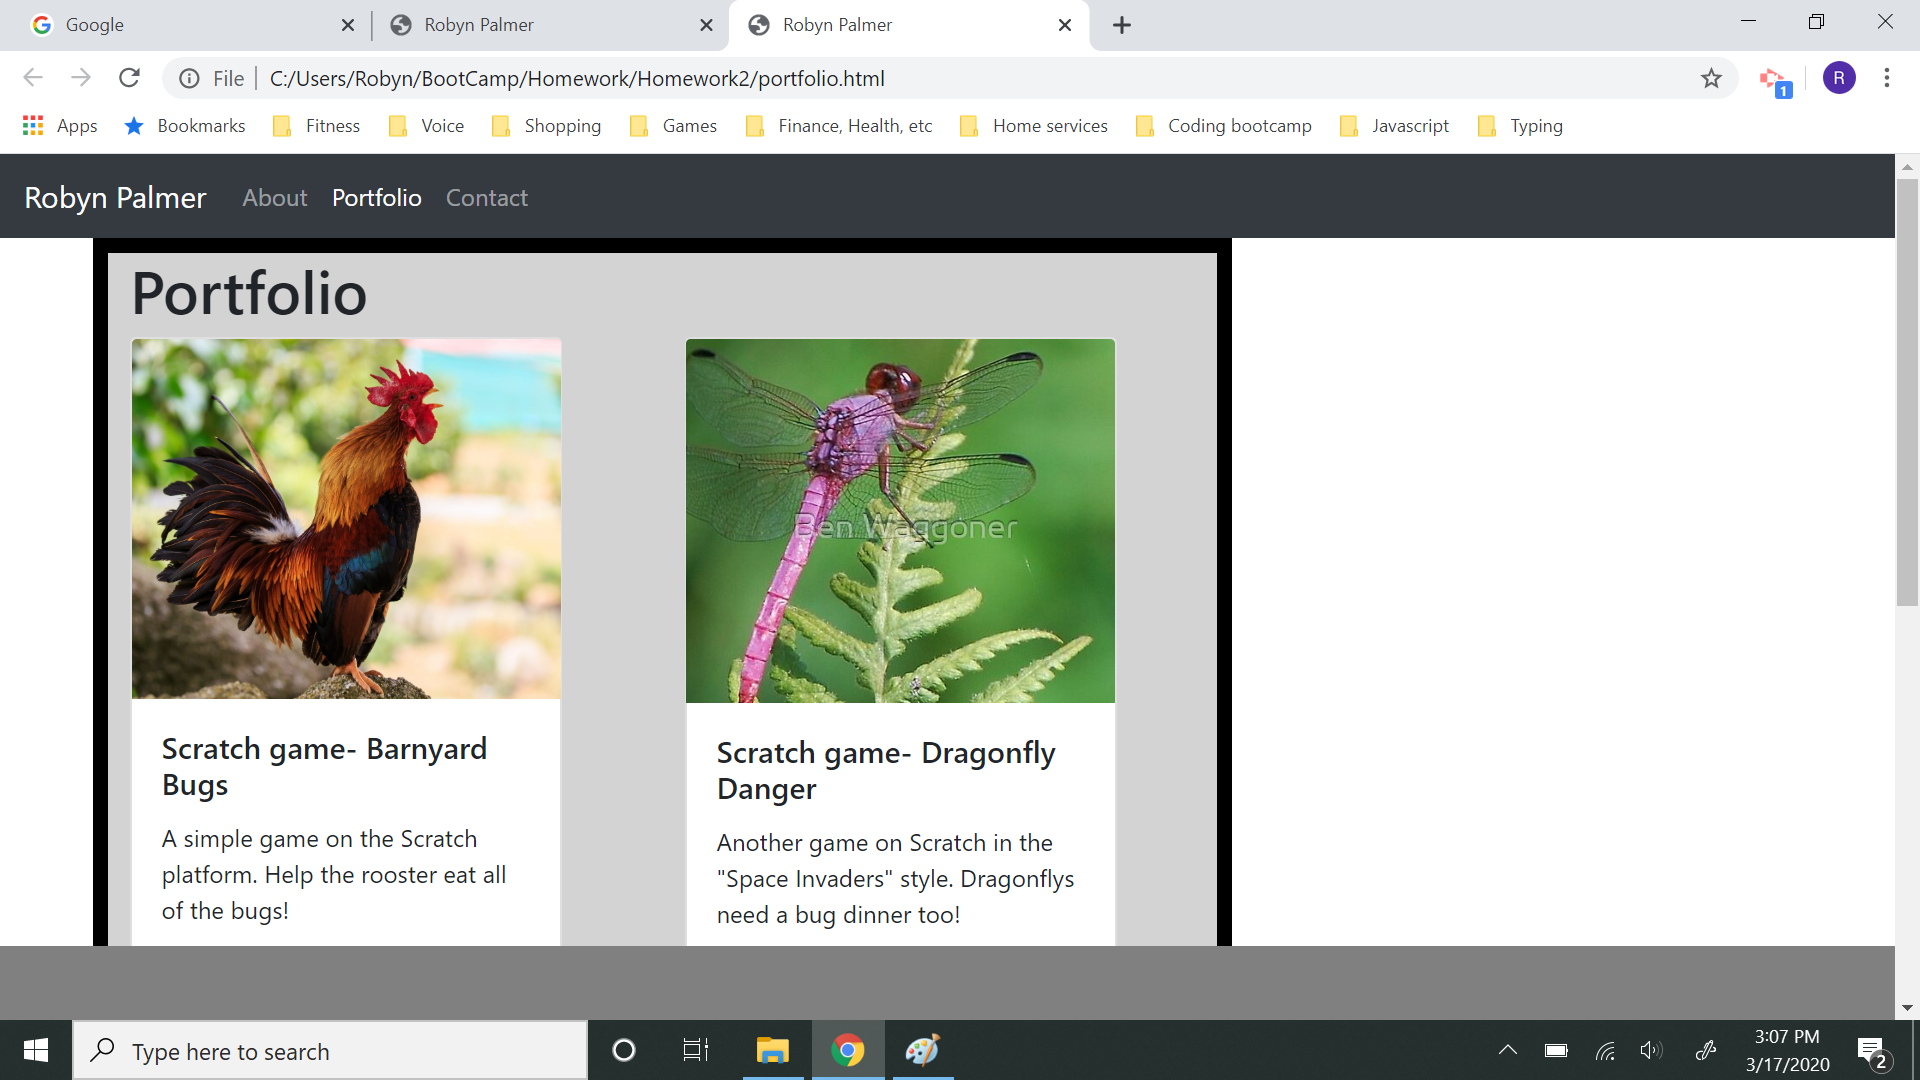 Google
Robyn Palmer
Robyn Palmer
File
C:/Users/Robyn/BootCamp/Homework/Homework2/portfolio.html
1
R
Apps
Bookmarks
Fitness
Voice
Shopping
Games
Finance, Health, etc
Home services
Coding bootcamp
Javascript
Typing
Robyn Palmer
About
Portfolio
Contact
Portfolio
Ben Waggoner
Scratch game- Barnyard
Bugs
A simple game on the Scratch
platform. Help the rooster eat all
of the bugs!
Scratch game- Dragonfly
Danger
Another game on Scratch in the
"Space Invaders" style. Dragonflys
need a bug dinner too!
Type here to search
3:07 PM
3/17/2020
2